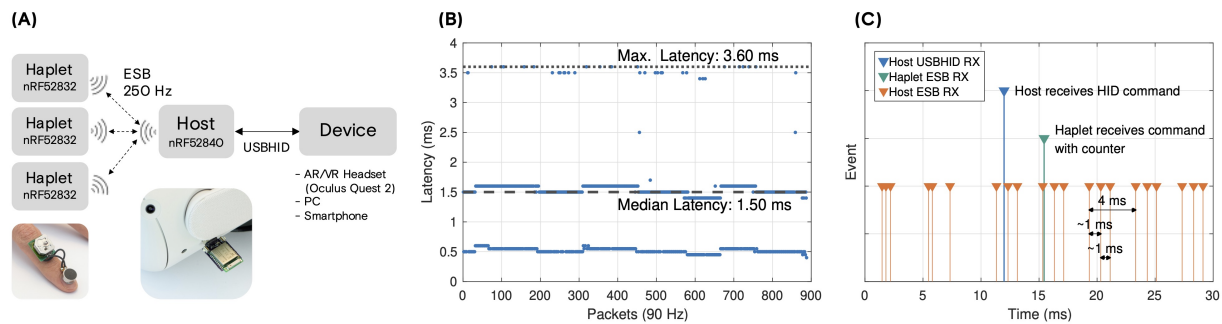 (A)
Haplet
nRF52832
Haplet
nRF52832
Haplet
nRF52832
ESB
250 Hz
Host
nRF52840
USBHID
Device
– AR/VR Headset
(Oculus Quest 2)
– PC
– Smartphone
(B)
Latency (ms)
4
3.5
3
2.5
2
1.5
1
0.5
0
Max. Latency: 3.60 ms
Median Latency: 1.50 ms
0 100 200 300 400 500 600 700 800 900
Packets (90 Hz)
(C)
Event
Host USBHID RX
Haplet ESB RX
Host ESB RX
Host receives HID command
Haplet receives command
with counter
4 ms
~1 ms
~1 ms
0 5 10 15 20 25 30
Time (ms)